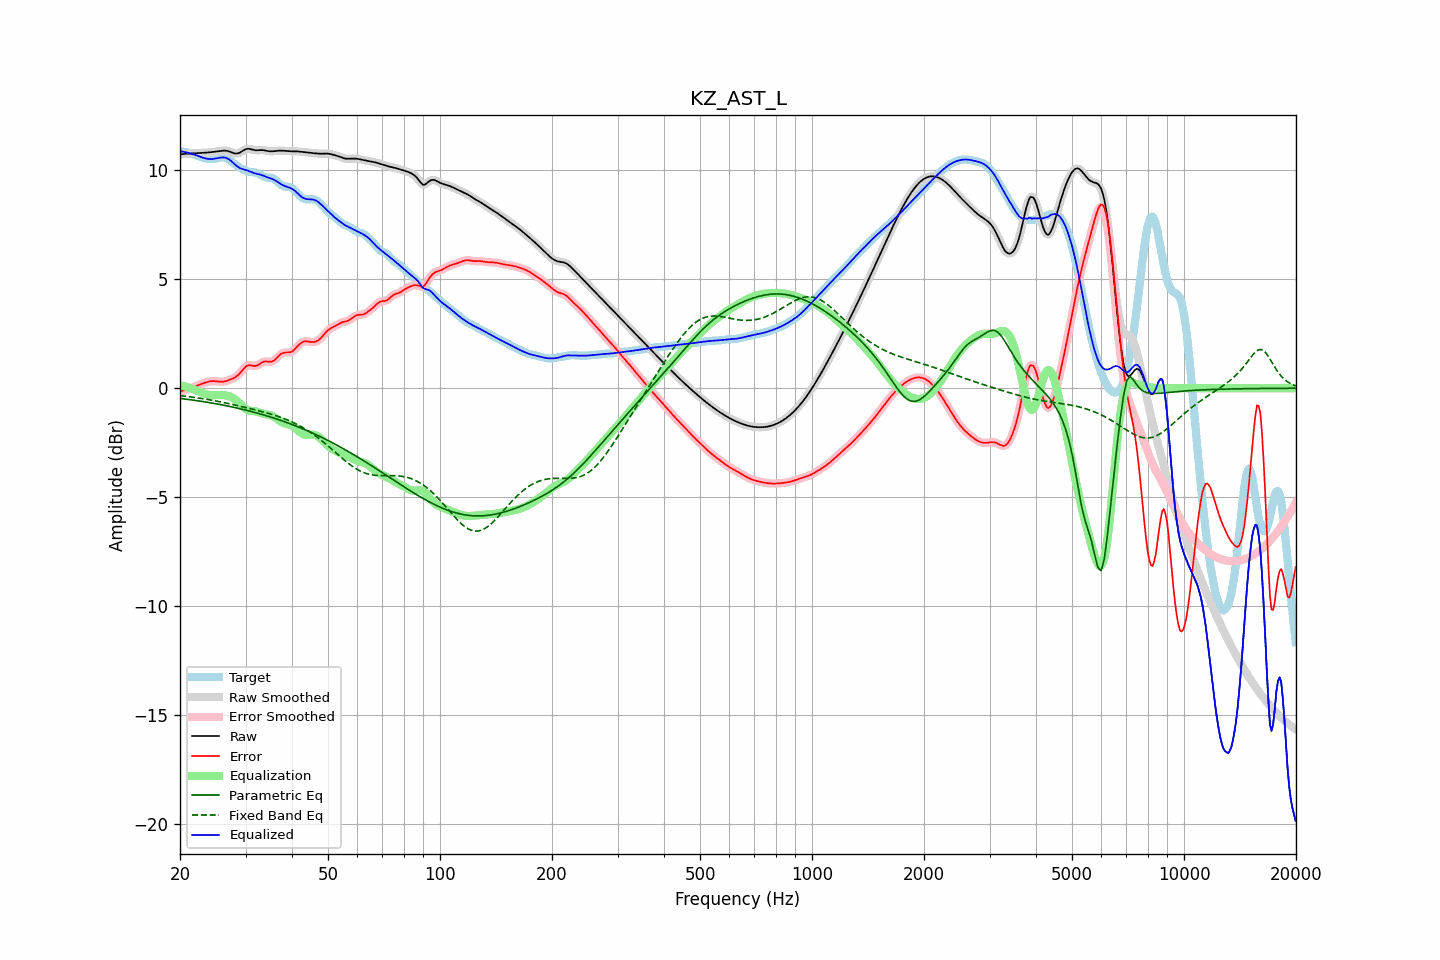 KZ_AST_L
Amplitude (dBr)
10
5
0
−5
−10
−15
−20
Target
Raw Smoothed
Error Smoothed
Raw
Error
Equalization
Parametric Eq
Fixed Band Eq
Equalized
20 50 100 200 500 1000 2000 5000 10000 20000
Frequency (Hz)